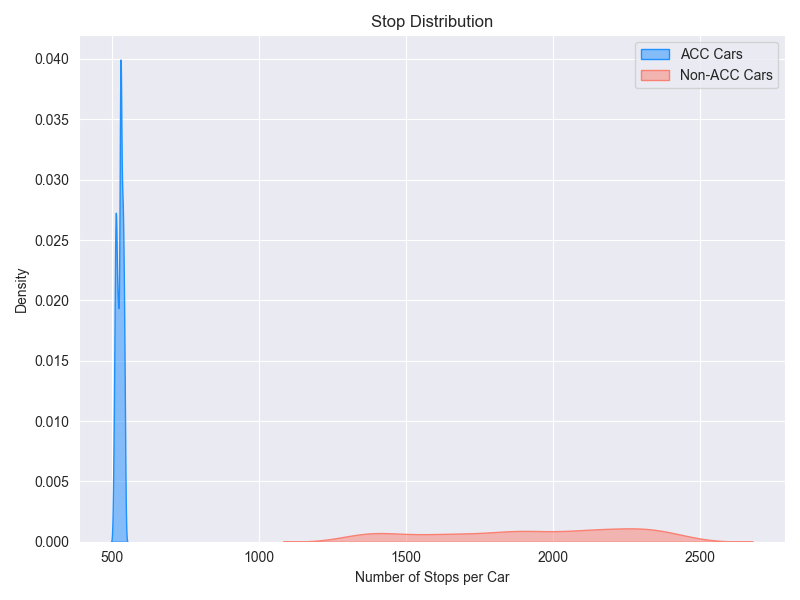 Stop Distribution
ACC Cars
Non-ACC Cars
0.040
0.035
0.030
0.025
0.020
0.015
0.010
0.005
0.000
Density
500 1000 1500 2000 2500
Number of Stops per Car